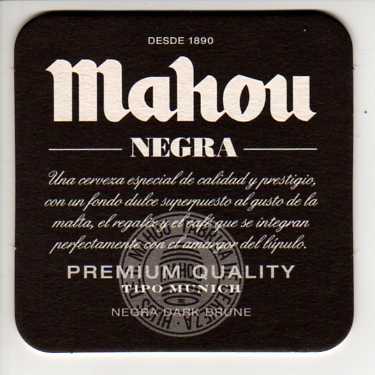 DESDE 1890
Mahou
NEGRA
Una cerveza especial de calidad y prestigio,
con un fondo dulce superpuesto al gusto de la
malta, el regaliz y el café que se integran
perfectamente con el amargor del lúpulo.
PREMIUM QUALITY
TIPO MUNICH
NEGRA DARK BRUNE